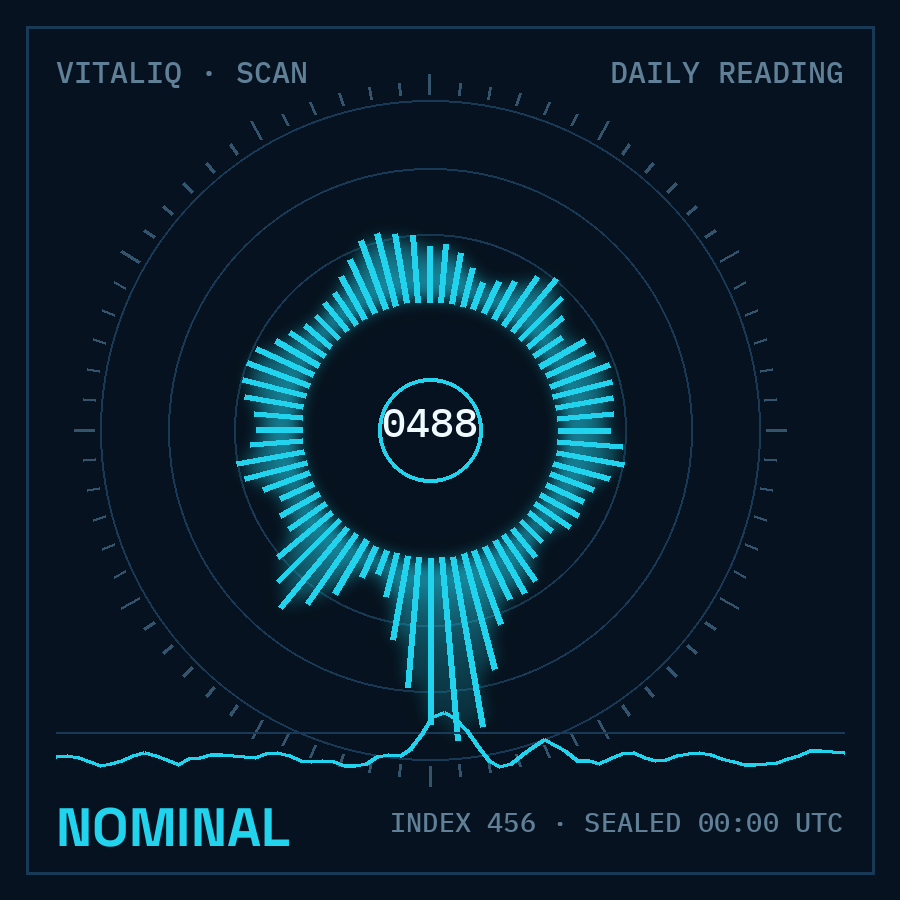 VITALIQ · SCAN
DAILY READING
0488
NOMINAL
INDEX 456 · SEALED 00:00 UTC